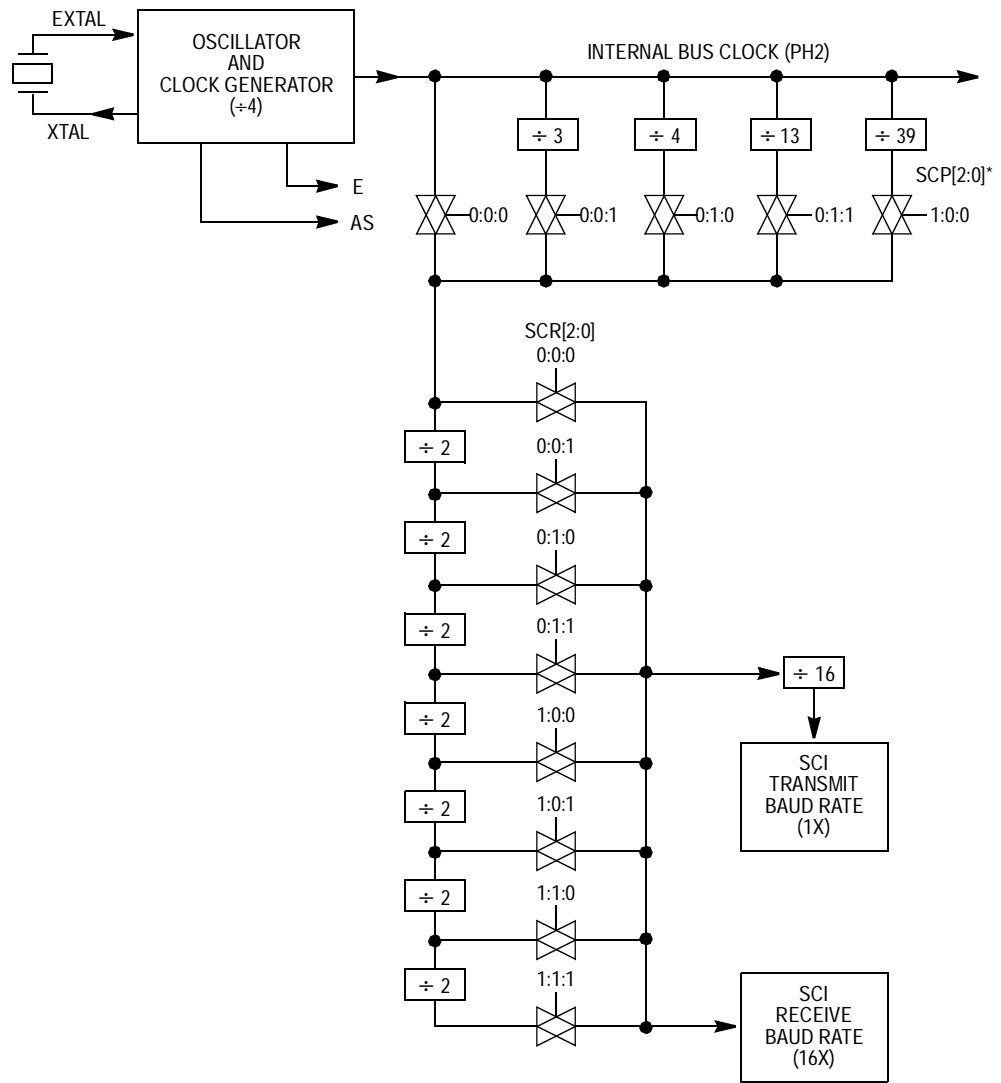 EXTAL
OSCILLATOR
AND
CLOCK GENERATOR
(÷4)
XTAL
INTERNAL BUS CLOCK (PH2)
÷ 3
÷ 4
÷ 13
÷ 39
SCP[2:0]*
E
AS
0:0:0
0:0:1
0:1:0
0:1:1
1:0:0
SCR[2:0]
0:0:0
÷ 2
0:0:1
÷ 2
0:1:0
÷ 2
0:1:1
÷ 16
÷ 2
1:0:0
SCI
TRANSMIT
BAUD RATE
(1X)
÷ 2
1:0:1
÷ 2
1:1:0
÷ 2
1:1:1
SCI
RECEIVE
BAUD RATE
(16X)